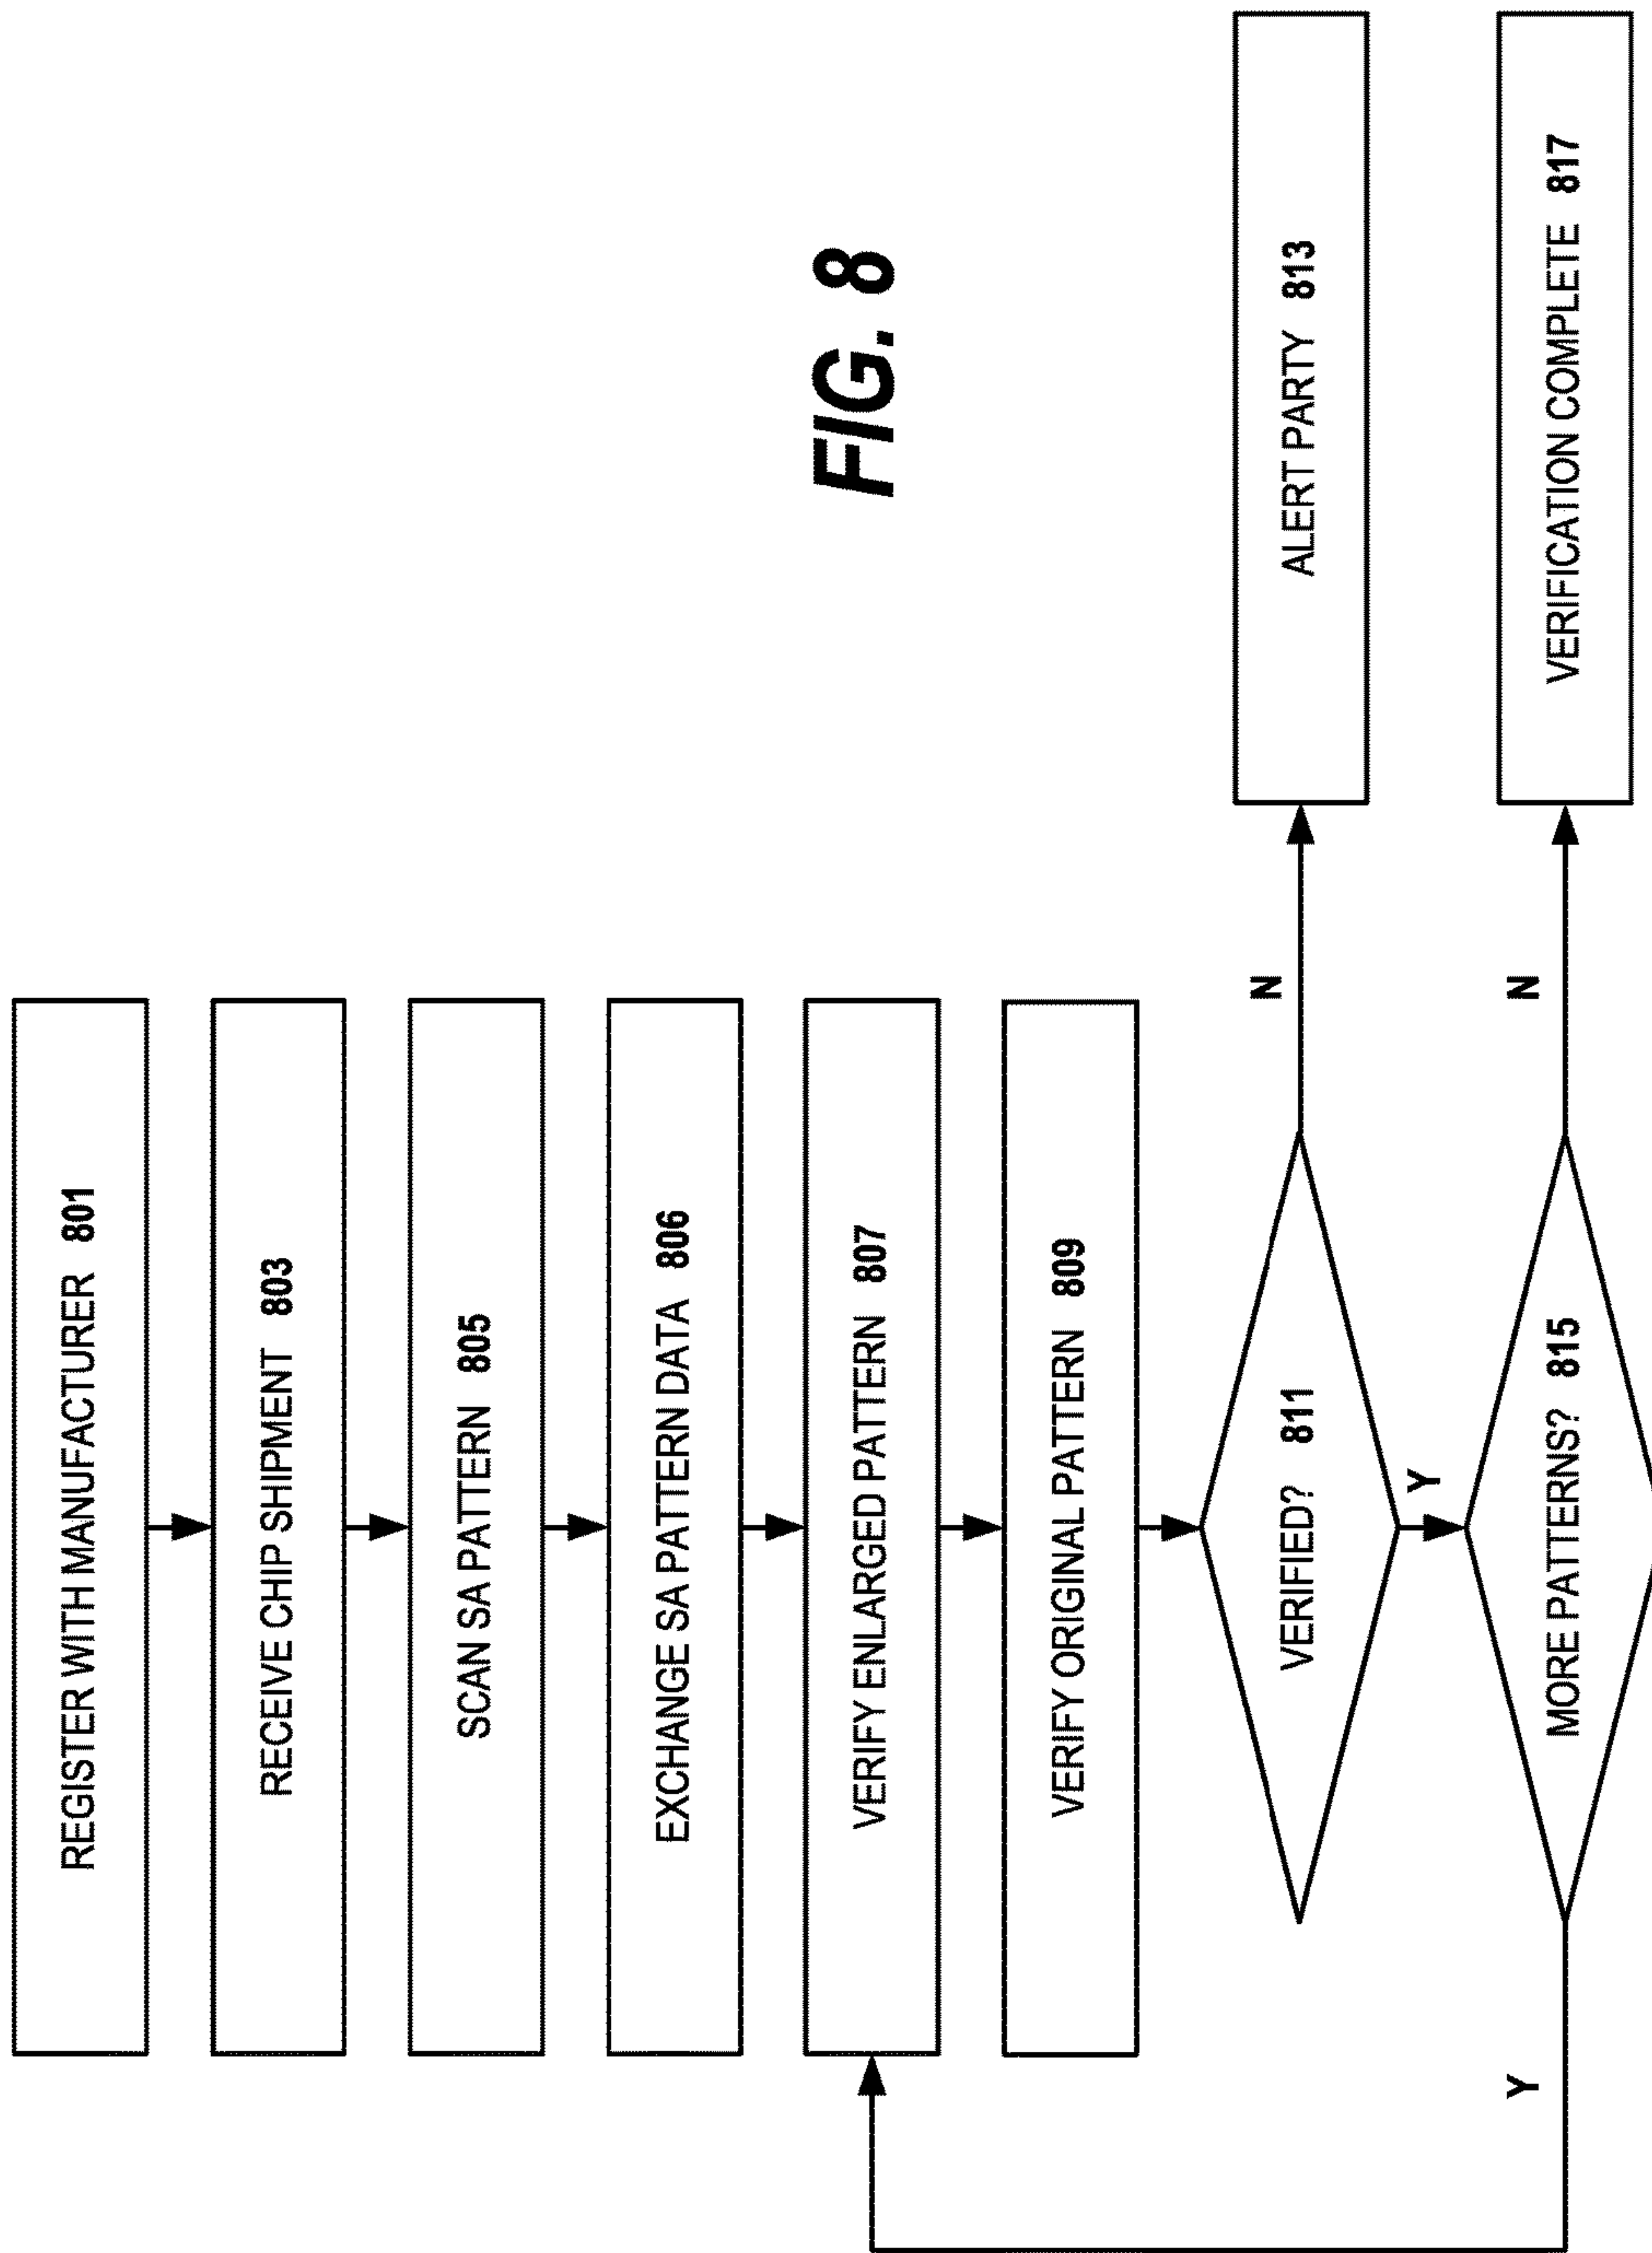 REGISTER WITH MANUFACTURER 801
RECEIVE CHIP SHIPMENT 803
SCAN SA PATTERN 805
EXCHANGE SA PATTERN DATA 806
VERIFY ENLARGED PATTERN 807
VERIFY ORIGINAL PATTERN 809
VERIFIED? 811
N
ALERT PARTY 813
Y
MORE PATTERNS? 815
N
VERIFICATION COMPLETE 817
Y
FIG. 8